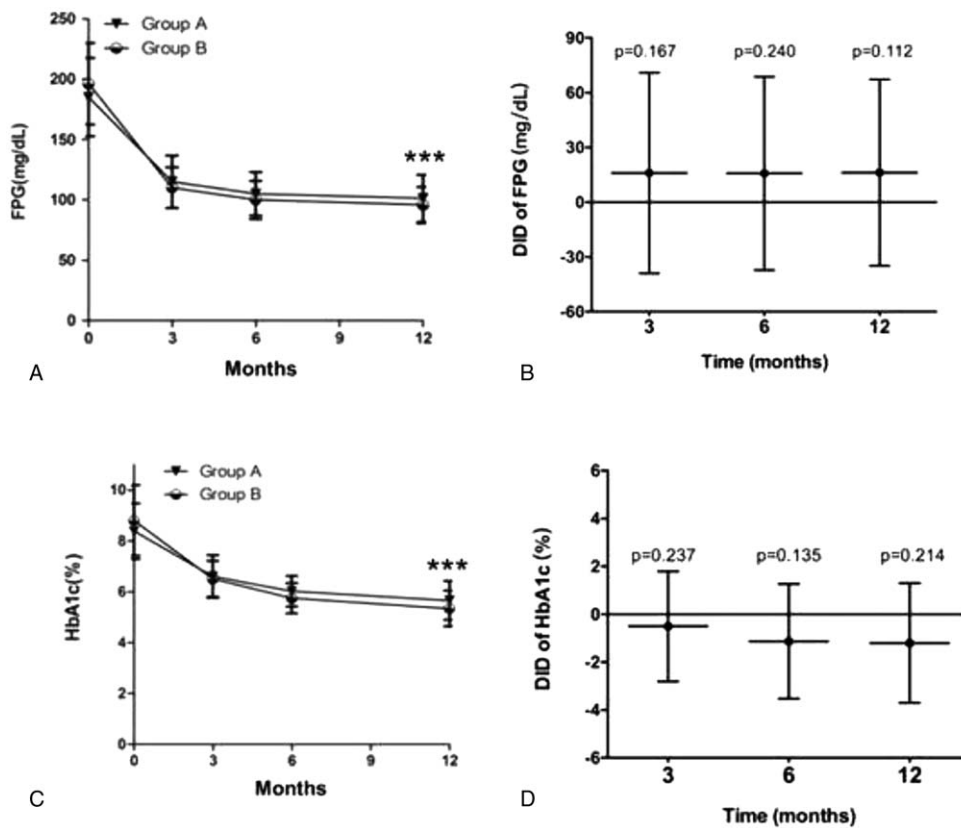 250
200
150
100
50
0
FPG(mg/dL)
Group A
Group B
***
0 3 6 9 12
Months
A
90
60
30
0
-30
-60
DID of FPG (mg/dL)
p=0.167 p=0.240 p=0.112
3 6 12
Time (months)
B
10
8
6
4
2
0
HbA1c(%)
Group A
Group B
***
0 3 6 9 12
Months
C
6
4
2
0
-2
-4
-6
DID of HbA1c (%)
p=0.237 p=0.135 p=0.214
3 6 12
Time (months)
D